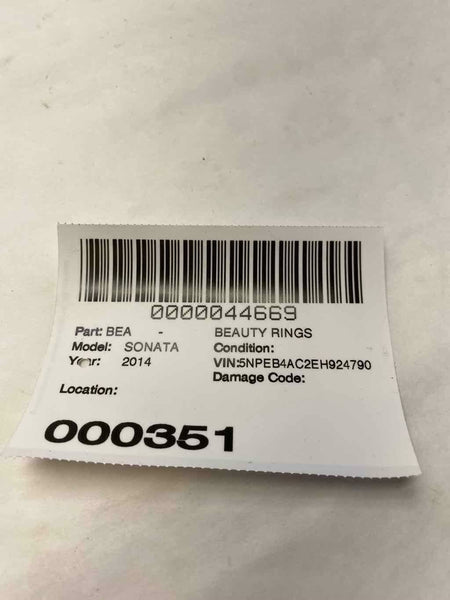 0000044669
Part: BEA - BEAUTY RINGS
Model: SONATA Condition:
Year: 2014 VIN:5NPEB4AC2EH924790
Damage Code:
Location:
000351